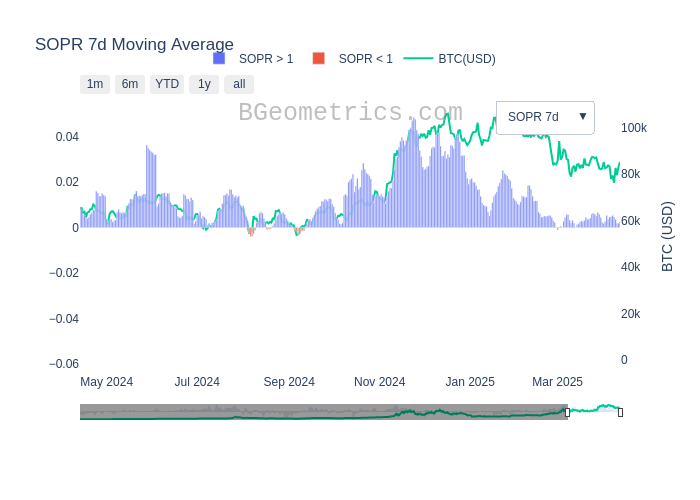 SOPR 7d Moving Average
SOPR > 1
SOPR < 1
BTC(USD)
1m
6m
YTD
1y
all
BGeometrics.com
SOPR 7d ▼
0.04
0.02
0
−0.02
−0.04
−0.06
100k
80k
60k
40k
20k
0
BTC (USD)
May 2024
Jul 2024
Sep 2024
Nov 2024
Jan 2025
Mar 2025